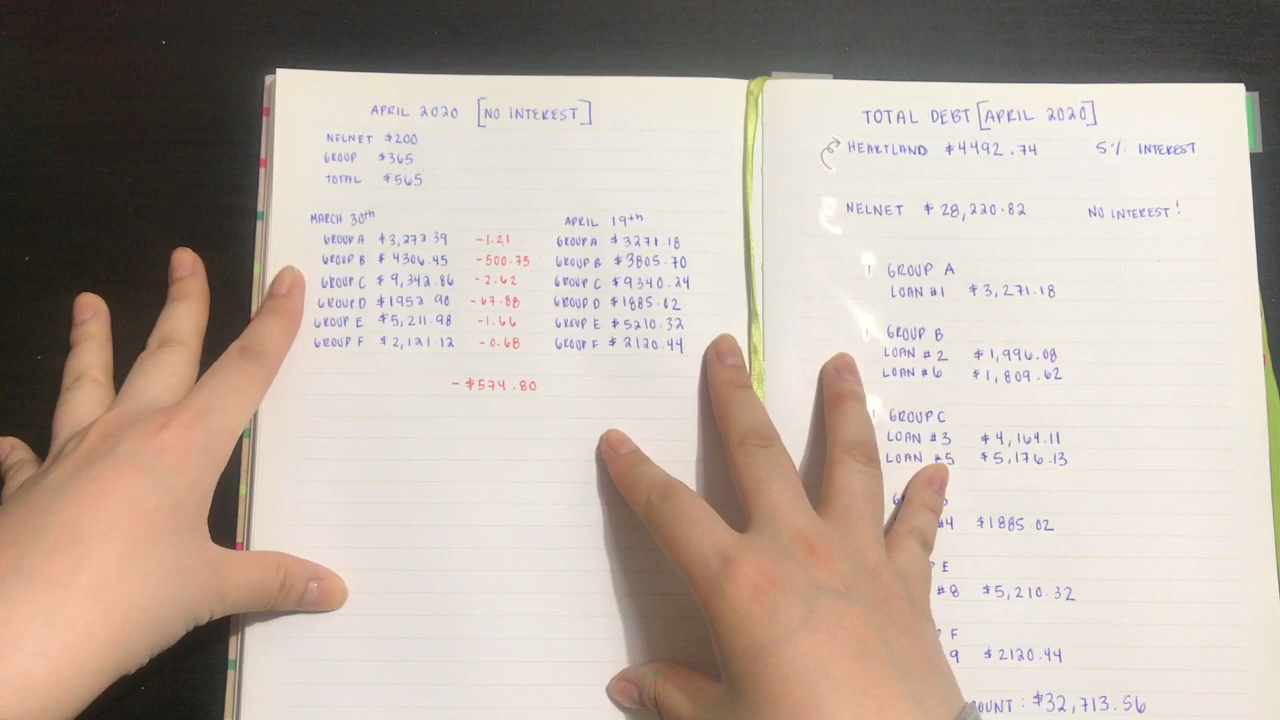 APRIL 2020 [NO INTEREST]
NELNET $200
GROUP $365
TOTAL $565
MARCH 30th APRIL 19th
GROUP A $3,272.39 -1.21 GROUP A $3271.18
GROUP B $4306.45 -500.75 GROUP B $3805.70
GROUP C $9,342.86 -2.62 GROUP C $9340.24
GROUP D $1952.90 -67.88 GROUP D $1885.02
GROUP E $5,211.98 -1.66 GROUP E $5210.32
GROUP F $2,121.12 -0.68 GROUP F $2120.44
-$574.80
TOTAL DEBT [APRIL 2020]
HEARTLAND $4492.74 5% INTEREST
NELNET $28,220.82 NO INTEREST!
GROUP A
LOAN #1 $3,271.18
GROUP B
LOAN #2 $1,996.08
LOAN #6 $1,809.62
GROUP C
LOAN #3 $4,164.11
LOAN #5 $5,176.13
#4 $1885.02
E
#8 $5,210.32
F
9 $2120.44
OUNT: $32,713.56